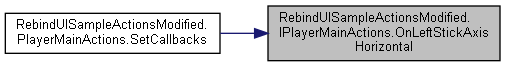 RebindUISampleActionsModified.
PlayerMainActions.SetCallbacks
RebindUISampleActionsModified.
IPlayerMainActions.OnLeftStickAxis
Horizontal